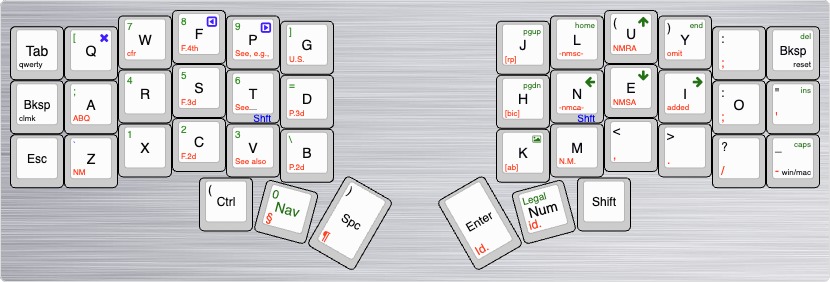 Tab
qwerty
[
Q
7
W
cfr
8
F
F.4th
9
P
See, e.g.,
]
G
U.S.
pgup
J
[rp]
home
L
-nmsc-
(
U
NMRA
)
end
Y
omit
:
;
del
Bksp
reset
Bksp
clmk
;
A
ABQ
4
R
5
S
F.3d
6
T
See....
Shft
=
D
P.3d
pgdn
H
[bic]
N
-nmca-
Shft
E
NMSA
I
added
:
O
;
"
ins
'
Esc
`
Z
NM
1
X
2
C
F.2d
3
V
See also
\
B
P.2d
K
[ab]
M
N.M.
<
,
>
.
?
/
_
caps
-
win/mac
(
Ctrl
0
Nav
§
)
Spc
¶
Enter
Id.
Legal
Num
id.
Shift